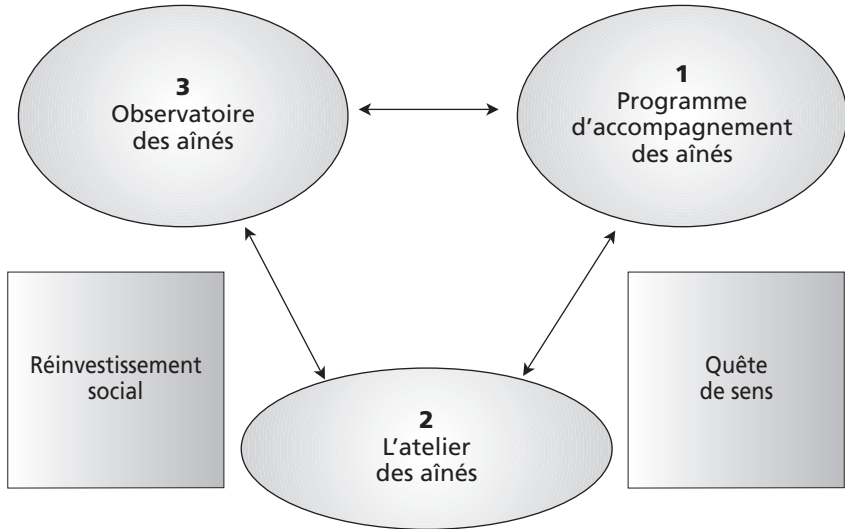 3
Observatoire
des aînés
1
Programme
d'accompagnement
des aînés
Réinvestissement
social
Quête
de sens
2
L'atelier
des aînés